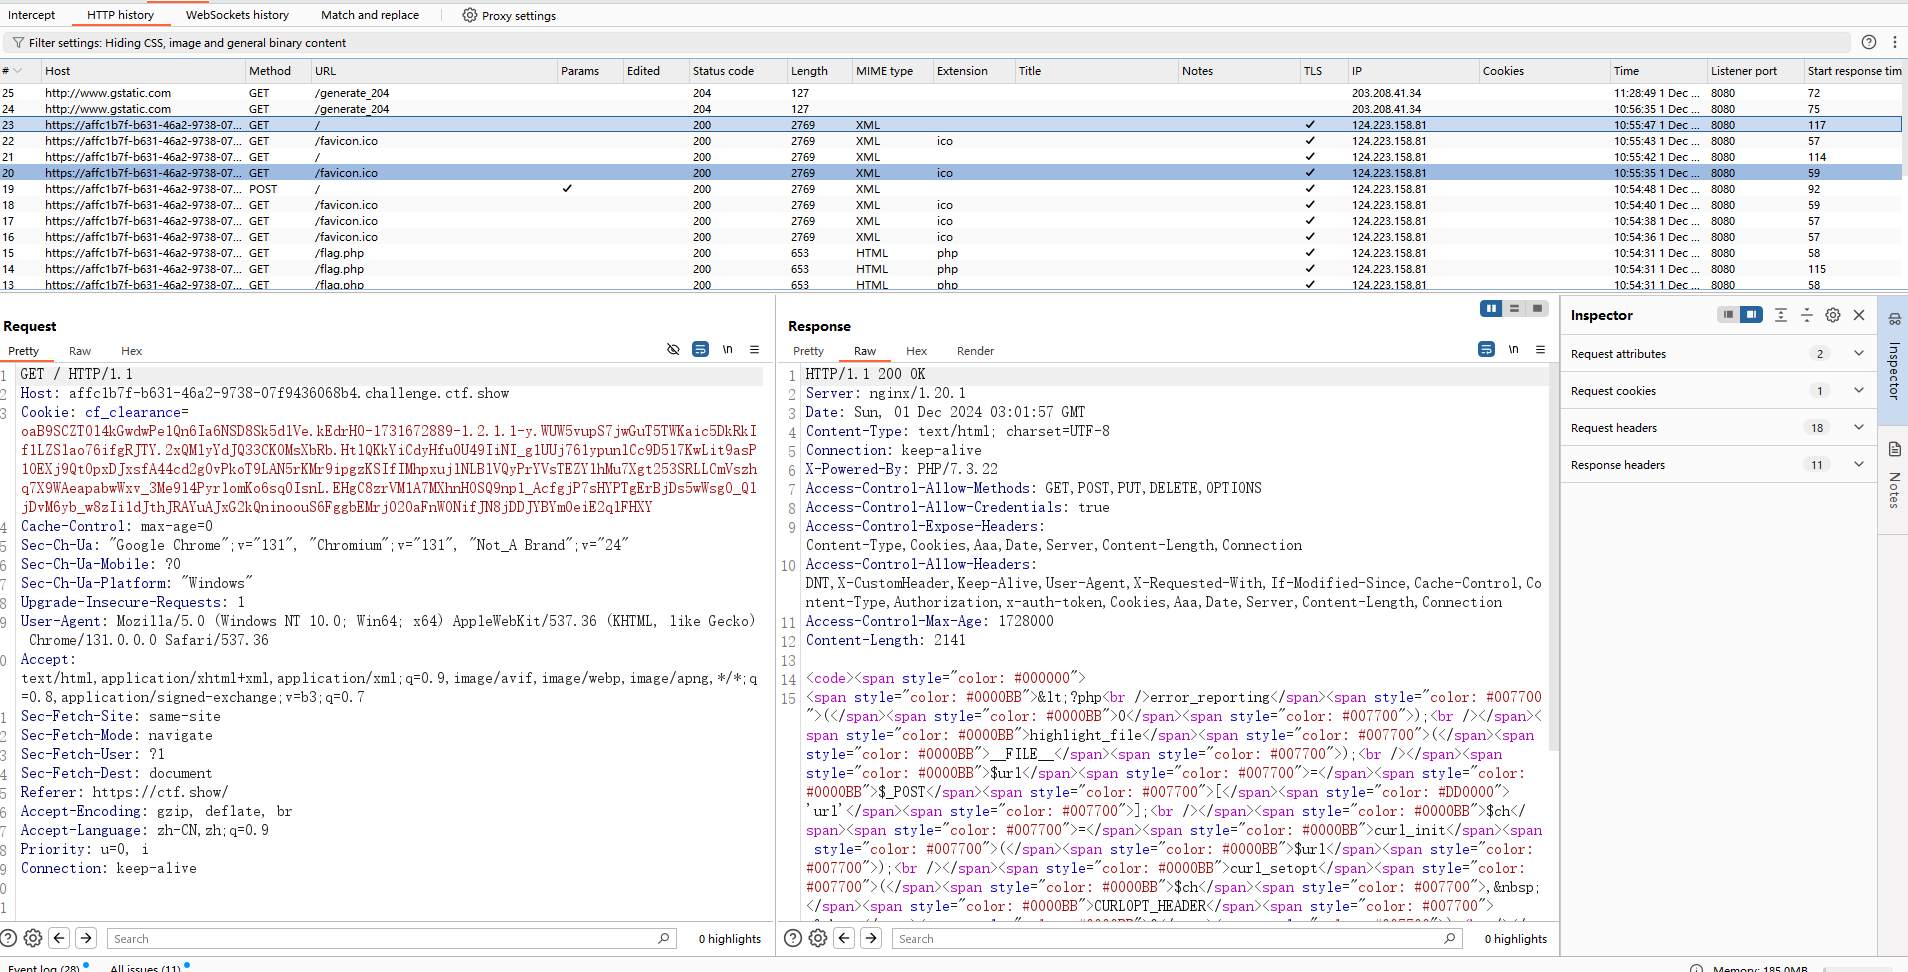 Intercept HTTP history WebSockets history Match and replace Proxy settings
Filter settings: Hiding CSS, image and general binary content
# Host Method URL Params Edited Status code Length MIME type Extension Title Notes TLS IP Cookies Time Listener port Start response tim
25 http://www.gstatic.com GET /generate_204 204 127 203.208.41.34 11:28:49 1 Dec ... 8080 72
24 http://www.gstatic.com GET /generate_204 204 127 203.208.41.34 10:56:35 1 Dec ... 8080 75
23 https://affc1b7f-b631-46a2-9738-07... GET / 200 2769 XML ✓ 124.223.158.81 10:55:47 1 Dec ... 8080 117
22 https://affc1b7f-b631-46a2-9738-07... GET /favicon.ico 200 2769 XML ico ✓ 124.223.158.81 10:55:43 1 Dec ... 8080 57
21 https://affc1b7f-b631-46a2-9738-07... GET / 200 2769 XML ✓ 124.223.158.81 10:55:42 1 Dec ... 8080 114
20 https://affc1b7f-b631-46a2-9738-07... GET /favicon.ico 200 2769 XML ico ✓ 124.223.158.81 10:55:35 1 Dec ... 8080 59
19 https://affc1b7f-b631-46a2-9738-07... POST / ✓ 200 2769 XML ✓ 124.223.158.81 10:54:48 1 Dec ... 8080 92
18 https://affc1b7f-b631-46a2-9738-07... GET /favicon.ico 200 2769 XML ico ✓ 124.223.158.81 10:54:40 1 Dec ... 8080 59
17 https://affc1b7f-b631-46a2-9738-07... GET /favicon.ico 200 2769 XML ico ✓ 124.223.158.81 10:54:38 1 Dec ... 8080 57
16 https://affc1b7f-b631-46a2-9738-07... GET /favicon.ico 200 2769 XML ico ✓ 124.223.158.81 10:54:36 1 Dec ... 8080 57
15 https://affc1b7f-b631-46a2-9738-07... GET /flag.php 200 653 HTML php ✓ 124.223.158.81 10:54:31 1 Dec ... 8080 58
14 https://affc1b7f-b631-46a2-9738-07... GET /flag.php 200 653 HTML php ✓ 124.223.158.81 10:54:31 1 Dec ... 8080 115
13 https://affc1b7f-b631-46a2-9738-07... GET /flag.php 200 653 HTML php ✓ 124.223.158.81 10:54:31 1 Dec ... 8080 58
Request
Pretty Raw Hex \n
1 GET / HTTP/1.1
2 Host: affc1b7f-b631-46a2-9738-07f9436068b4.challenge.ctf.show
3 Cookie: cf_clearance=
4 Cache-Control: max-age=0
5 Sec-Ch-Ua: "Google Chrome";v="131", "Chromium";v="131", "Not_A Brand";v="24"
6 Sec-Ch-Ua-Mobile: ?0
7 Sec-Ch-Ua-Platform: "Windows"
8 Upgrade-Insecure-Requests: 1
9 User-Agent: Mozilla/5.0 (Windows NT 10.0; Win64; x64) AppleWebKit/537.36 (KHTML, like Gecko)
Chrome/131.0.0.0 Safari/537.36
0 Accept:
text/html,application/xhtml+xml,application/xml;q=0.9,image/avif,image/webp,image/apng,*/*;q
=0.8,application/signed-exchange;v=b3;q=0.7
1 Sec-Fetch-Site: same-site
2 Sec-Fetch-Mode: navigate
3 Sec-Fetch-User: ?1
4 Sec-Fetch-Dest: document
5 Referer: https://ctf.show/
6 Accept-Encoding: gzip, deflate, br
7 Accept-Language: zh-CN,zh;q=0.9
8 Priority: u=0, i
9 Connection: keep-alive
0
1
Search 0 highlights
Response
Pretty Raw Hex Render \n
1 HTTP/1.1 200 OK
2 Server: nginx/1.20.1
3 Date: Sun, 01 Dec 2024 03:01:57 GMT
4 Content-Type: text/html; charset=UTF-8
5 Connection: keep-alive
6 X-Powered-By: PHP/7.3.22
7 Access-Control-Allow-Methods: GET,POST,PUT,DELETE,OPTIONS
8 Access-Control-Allow-Credentials: true
9 Access-Control-Expose-Headers:
Content-Type,Cookies,Aaa,Date,Server,Content-Length,Connection
10 Access-Control-Allow-Headers:
DNT,X-CustomHeader,Keep-Alive,User-Agent,X-Requested-With,If-Modified-Since,Cache-Control,Co
ntent-Type,Authorization,x-auth-token,Cookies,Aaa,Date,Server,Content-Length,Connection
11 Access-Control-Max-Age: 1728000
12 Content-Length: 2141
13
14 <code><span style="color: #000000">
15 <span style="color: #0000BB">&lt;?php<br />error_reporting</span><span style="color: #007700
">(</span><span style="color: #0000BB">0</span><span style="color: #007700">);<br /></span><
span style="color: #0000BB">highlight_file</span><span style="color: #007700">(</span><span
style="color: #0000BB">__FILE__</span><span style="color: #007700">);<br /></span><span
style="color: #0000BB">$url</span><span style="color: #007700">=</span><span style="color:
#0000BB">$_POST</span><span style="color: #007700">[</span><span style="color: #DD0000">
'url'</span><span style="color: #007700">];<br /></span><span style="color: #0000BB">$ch</
span><span style="color: #007700">=</span><span style="color: #0000BB">curl_init</span><span
style="color: #007700">(</span><span style="color: #0000BB">$url</span><span style="color:
#007700">);<br /></span><span style="color: #0000BB">curl_setopt</span><span style="color:
#007700">(</span><span style="color: #0000BB">$ch</span><span style="color: #007700">,&nbsp;
</span><span style="color: #0000BB">CURLOPT_HEADER</span><span style="color: #007700">
Search 0 highlights
Inspector
Request attributes 2
Request cookies 1
Request headers 18
Response headers 11
Inspector
Notes
Event log (28) All issues (11) Memory: 185.0MB